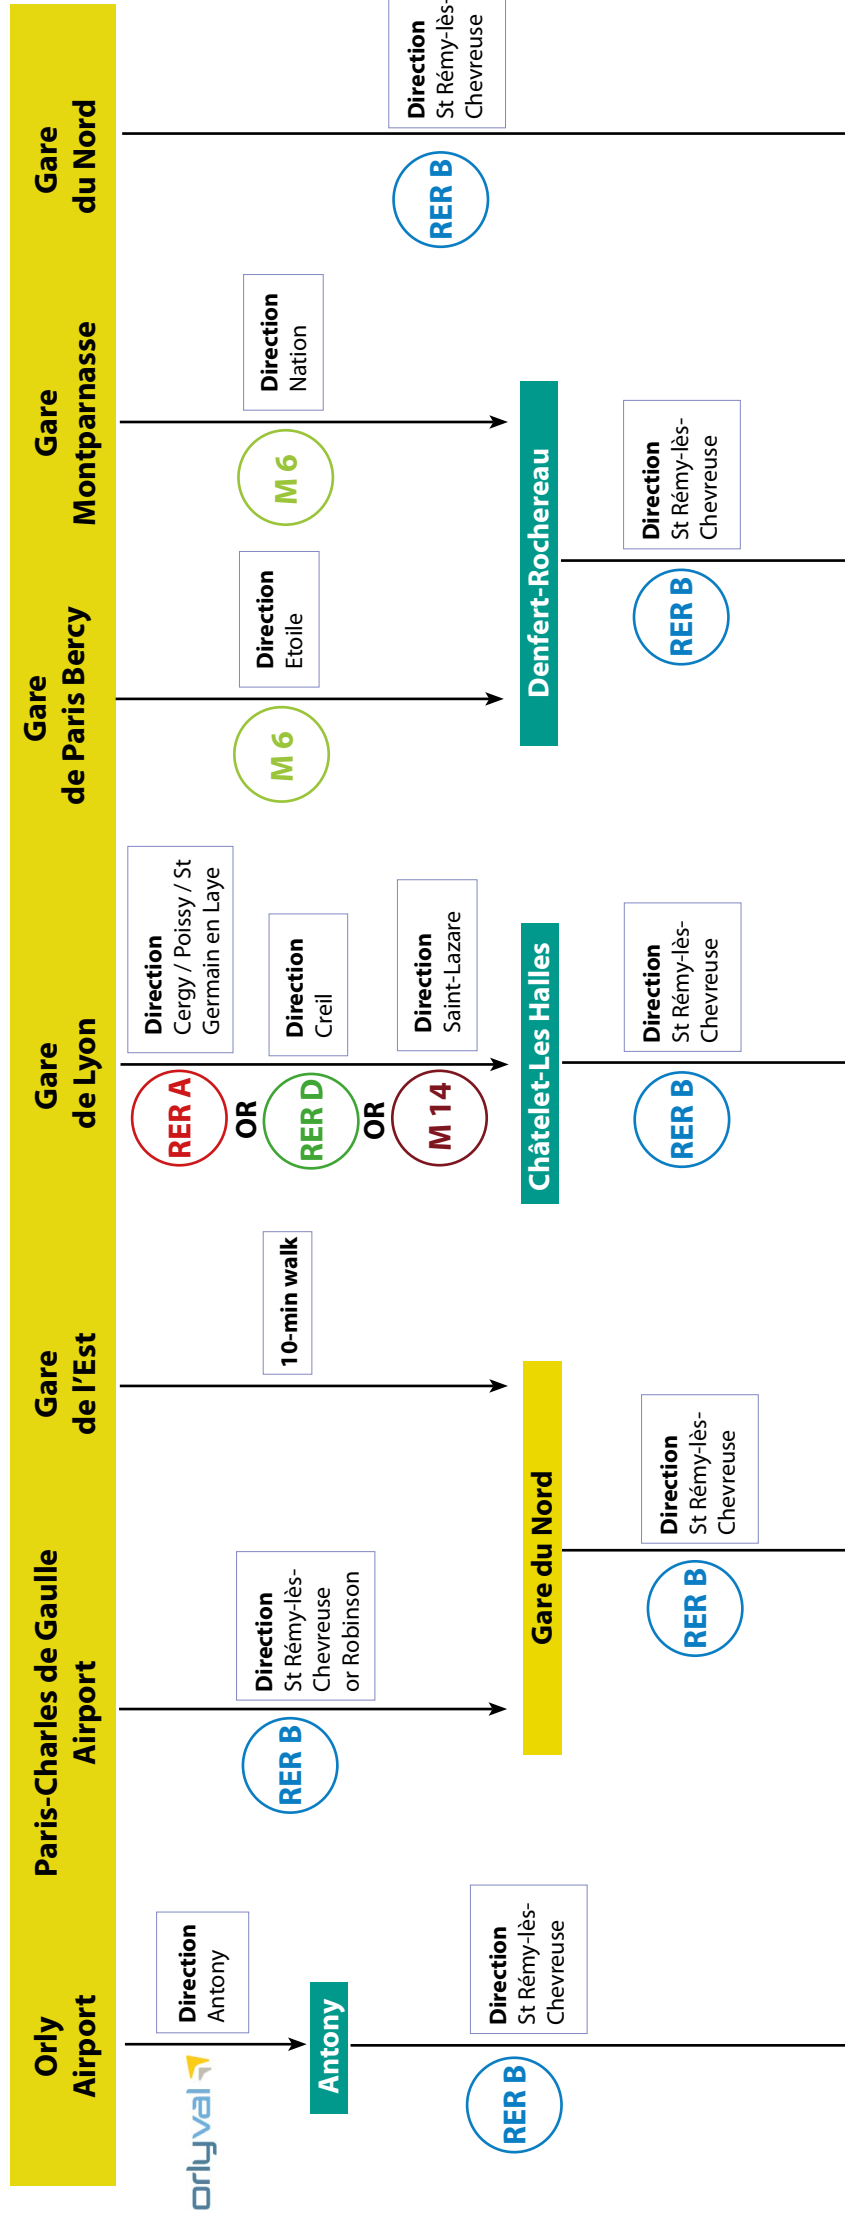 Orly
Airport
Paris-Charles de Gaulle
Airport
Gare
de l'Est
Gare
de Lyon
Gare
de Paris Bercy
Gare
Montparnasse
Gare
du Nord
orlyval
Direction
Antony
Antony
RER B
Direction
St Rémy-lès-
Chevreuse
RER B
Direction
St Rémy-lès-
Chevreuse
or Robinson
10-min walk
Gare du Nord
RER B
Direction
St Rémy-lès-
Chevreuse
RER A
Direction
Cergy / Poissy / St
Germain en Laye
OR
RER D
Direction
Creil
OR
M 14
Direction
Saint-Lazare
Châtelet-Les Halles
RER B
Direction
St Rémy-lès-
Chevreuse
M 6
Direction
Etoile
M 6
Direction
Nation
Denfert-Rochereau
RER B
Direction
St Rémy-lès-
Chevreuse
RER B
Direction
St Rémy-lès-
Chevreuse